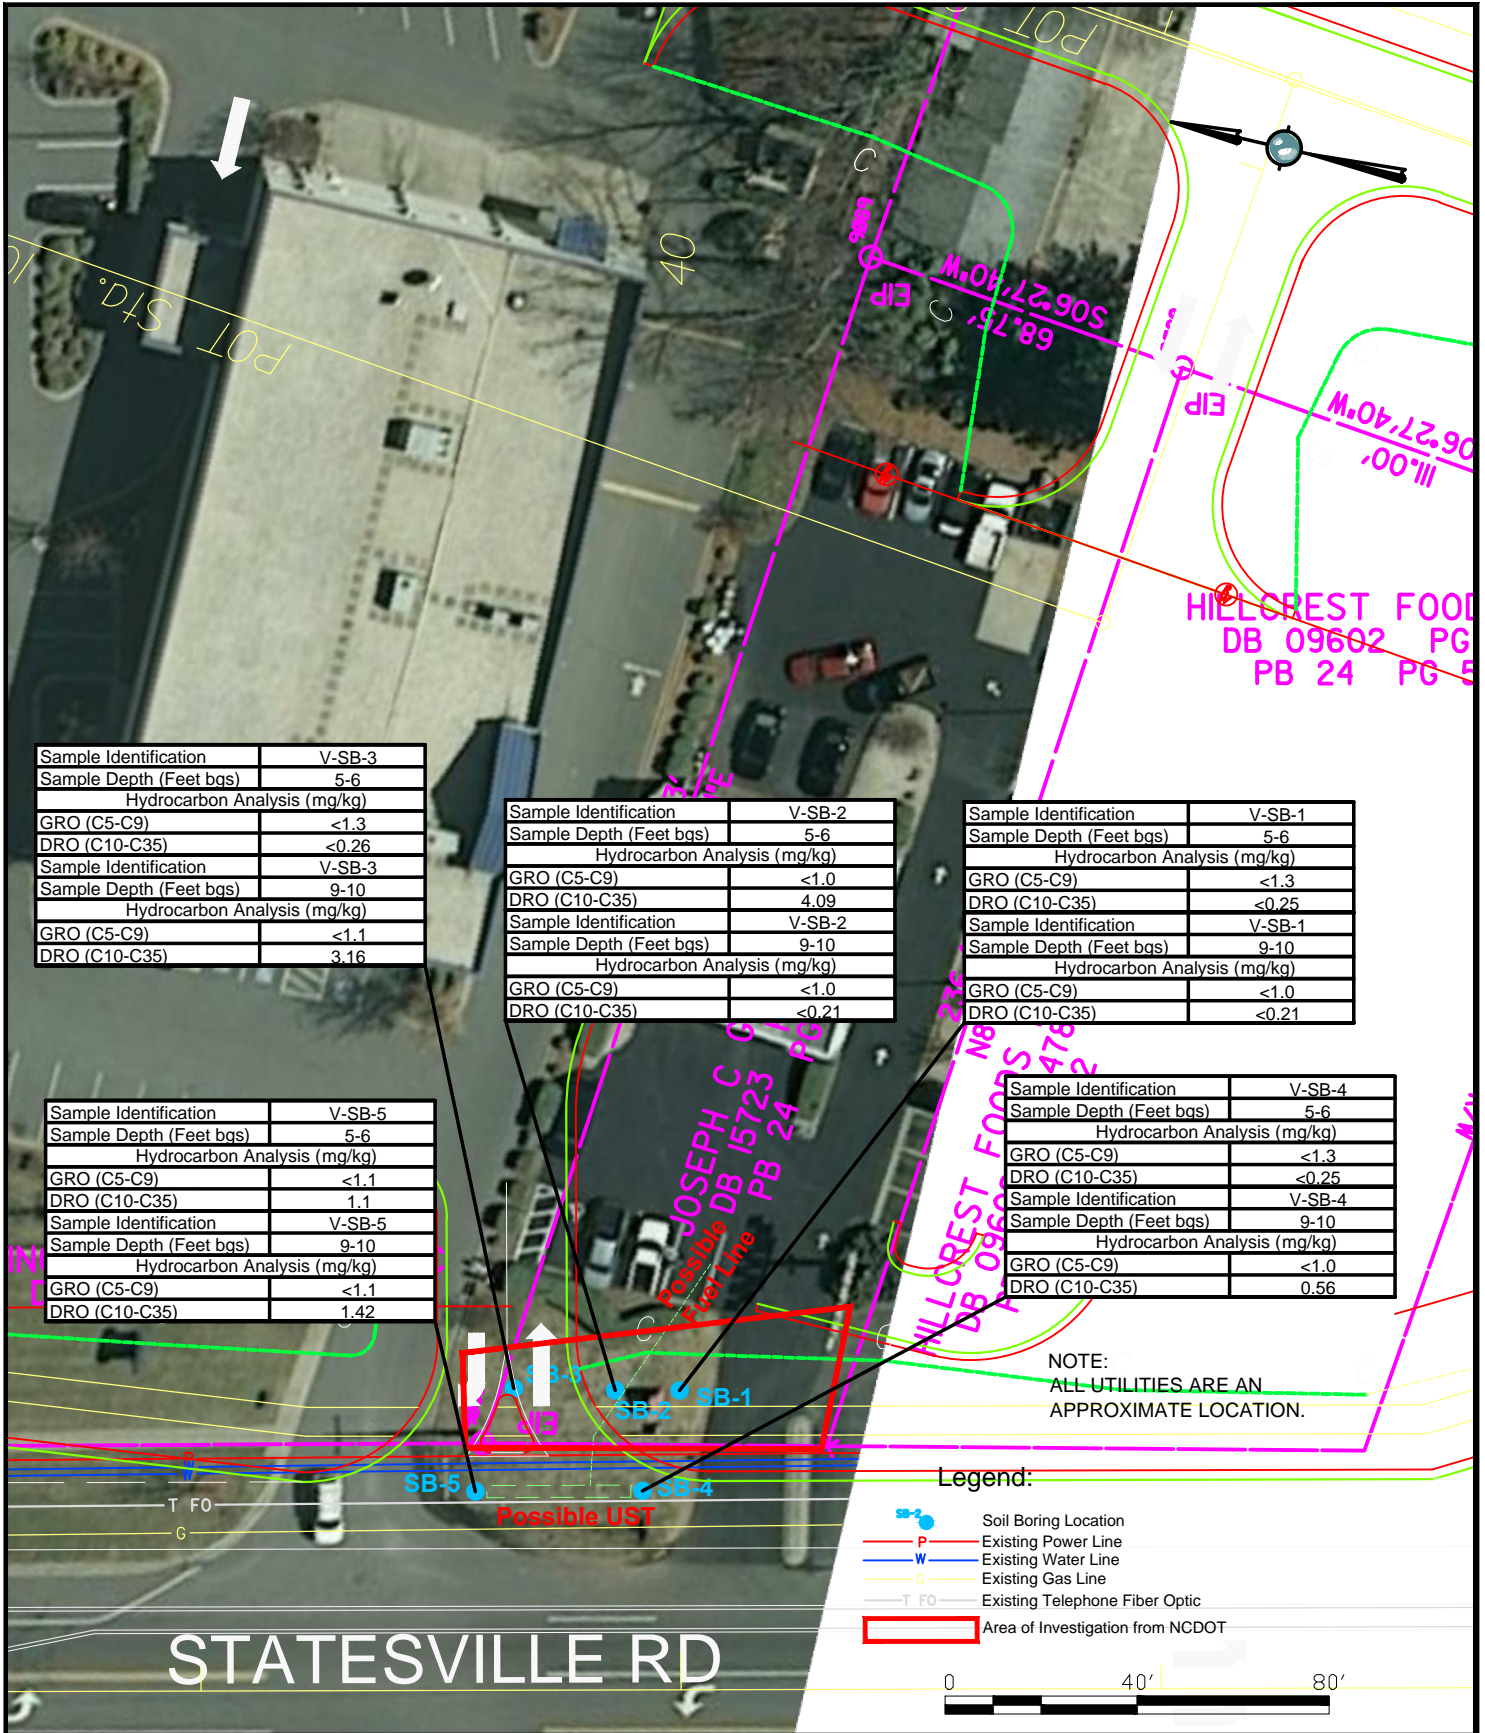 POT
C
40
POT Sta.
EIP
S06°27'40"W
68.75'
C
EIP
S06°27'40"W
111.00'
C
HILLCREST FOOD
DB 09602 PG
PB 24 PG 5
Sample Identification V-SB-3
Sample Depth (Feet bgs) 5-6
Hydrocarbon Analysis (mg/kg)
GRO (C5-C9) <1.3
DRO (C10-C35) <0.26
Sample Identification V-SB-3
Sample Depth (Feet bgs) 9-10
Hydrocarbon Analysis (mg/kg)
GRO (C5-C9) <1.1
DRO (C10-C35) 3.16
Sample Identification V-SB-2
Sample Depth (Feet bgs) 5-6
Hydrocarbon Analysis (mg/kg)
GRO (C5-C9) <1.0
DRO (C10-C35) 4.09
Sample Identification V-SB-2
Sample Depth (Feet bgs) 9-10
Hydrocarbon Analysis (mg/kg)
GRO (C5-C9) <1.0
DRO (C10-C35) <0.21
Sample Identification V-SB-1
Sample Depth (Feet bgs) 5-6
Hydrocarbon Analysis (mg/kg)
GRO (C5-C9) <1.3
DRO (C10-C35) <0.25
Sample Identification V-SB-1
Sample Depth (Feet bgs) 9-10
Hydrocarbon Analysis (mg/kg)
GRO (C5-C9) <1.0
DRO (C10-C35) <0.21
Sample Identification V-SB-5
Sample Depth (Feet bgs) 5-6
Hydrocarbon Analysis (mg/kg)
GRO (C5-C9) <1.1
DRO (C10-C35) 1.1
Sample Identification V-SB-5
Sample Depth (Feet bgs) 9-10
Hydrocarbon Analysis (mg/kg)
GRO (C5-C9) <1.1
DRO (C10-C35) 1.42
Sample Identification V-SB-4
Sample Depth (Feet bgs) 5-6
Hydrocarbon Analysis (mg/kg)
GRO (C5-C9) <1.3
DRO (C10-C35) <0.25
Sample Identification V-SB-4
Sample Depth (Feet bgs) 9-10
Hydrocarbon Analysis (mg/kg)
GRO (C5-C9) <1.0
DRO (C10-C35) 0.56
JOSEPH C G
DB 15723 PG
PB 24
HILLCREST FOODS
DB 0960
Possible
Fuel Line
C
C
SB-3
SB-2
SB-1
EIP
SB-5
SB-4
Possible UST
P
W
T FO
G
NOTE:
ALL UTILITIES ARE AN
APPROXIMATE LOCATION.
Legend:
SB-2 Soil Boring Location
P Existing Power Line
W Existing Water Line
G Existing Gas Line
T FO Existing Telephone Fiber Optic
Area of Investigation from NCDOT
STATESVILLE RD
0 40' 80'